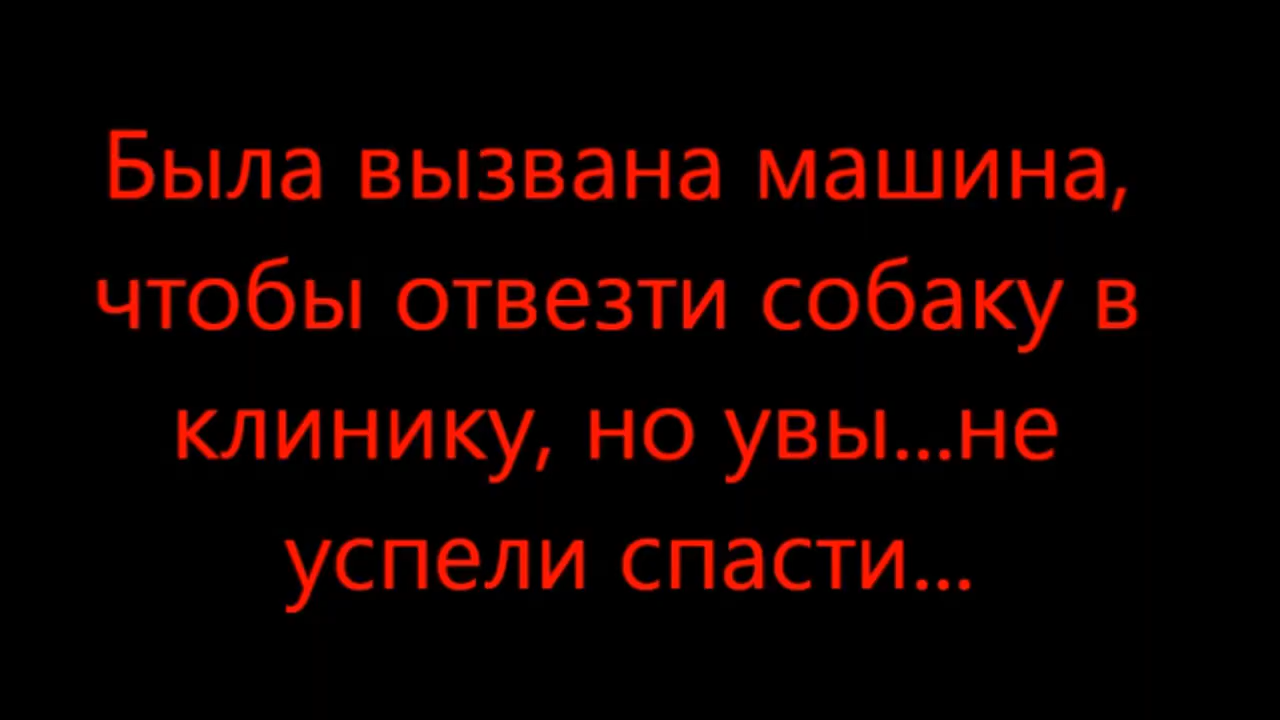 Была вызвана машина,
чтобы отвезти собаку в
клинику, но увы...не
успели спасти...